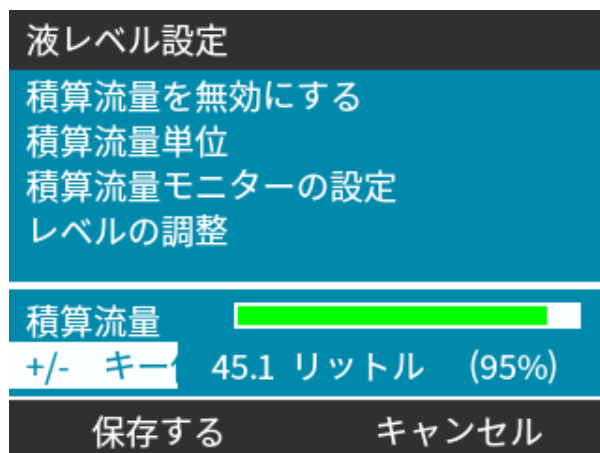 液レベル設定
積算流量を無効にする
積算流量単位
積算流量モニターの設定
レベルの調整
積算流量
+/- キー 45.1 リットル (95%)
保存する キャンセル